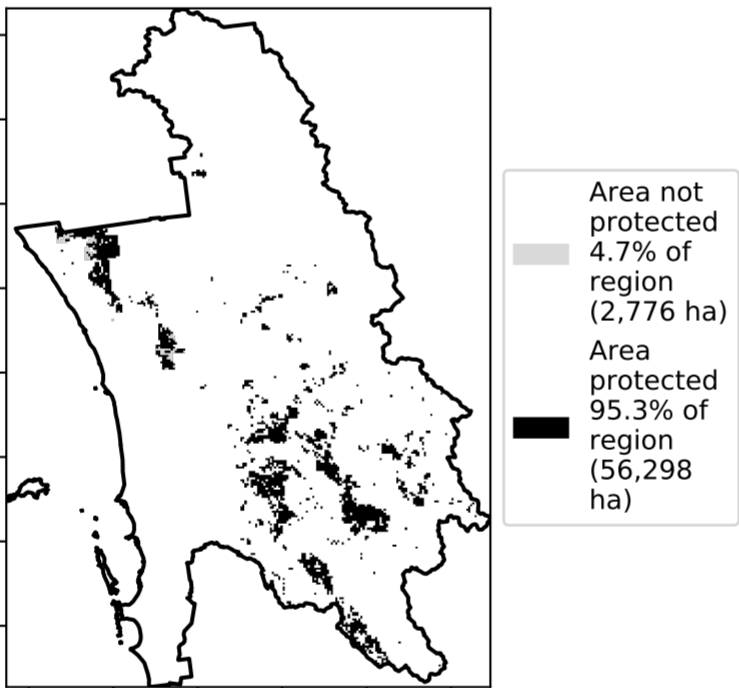 Area not
protected
4.7% of
region
(2,776 ha)
Area
protected
95.3% of
region
(56,298
ha)